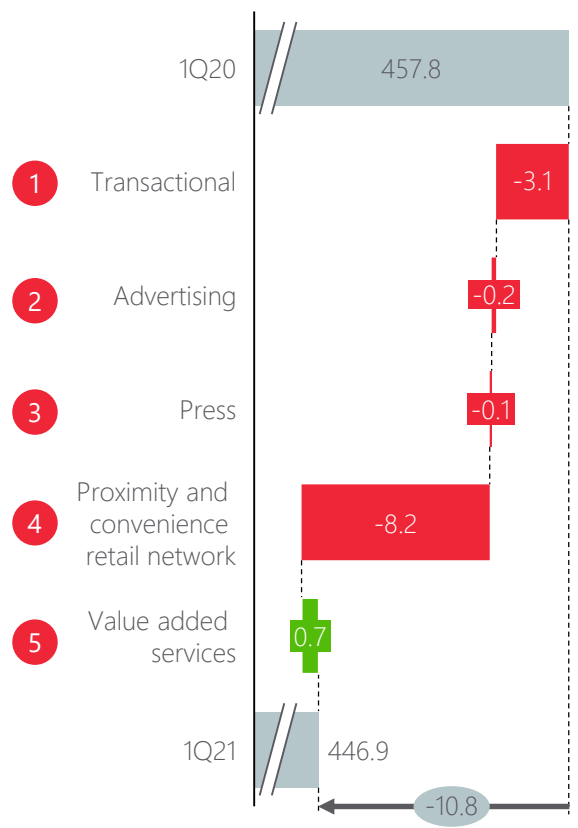 1Q20
457.8
1
Transactional
-3.1
2
Advertising
-0.2
3
Press
-0.1
4
Proximity and
convenience
retail network
-8.2
5
Value added
services
0.7
1Q21
446.9
-10.8